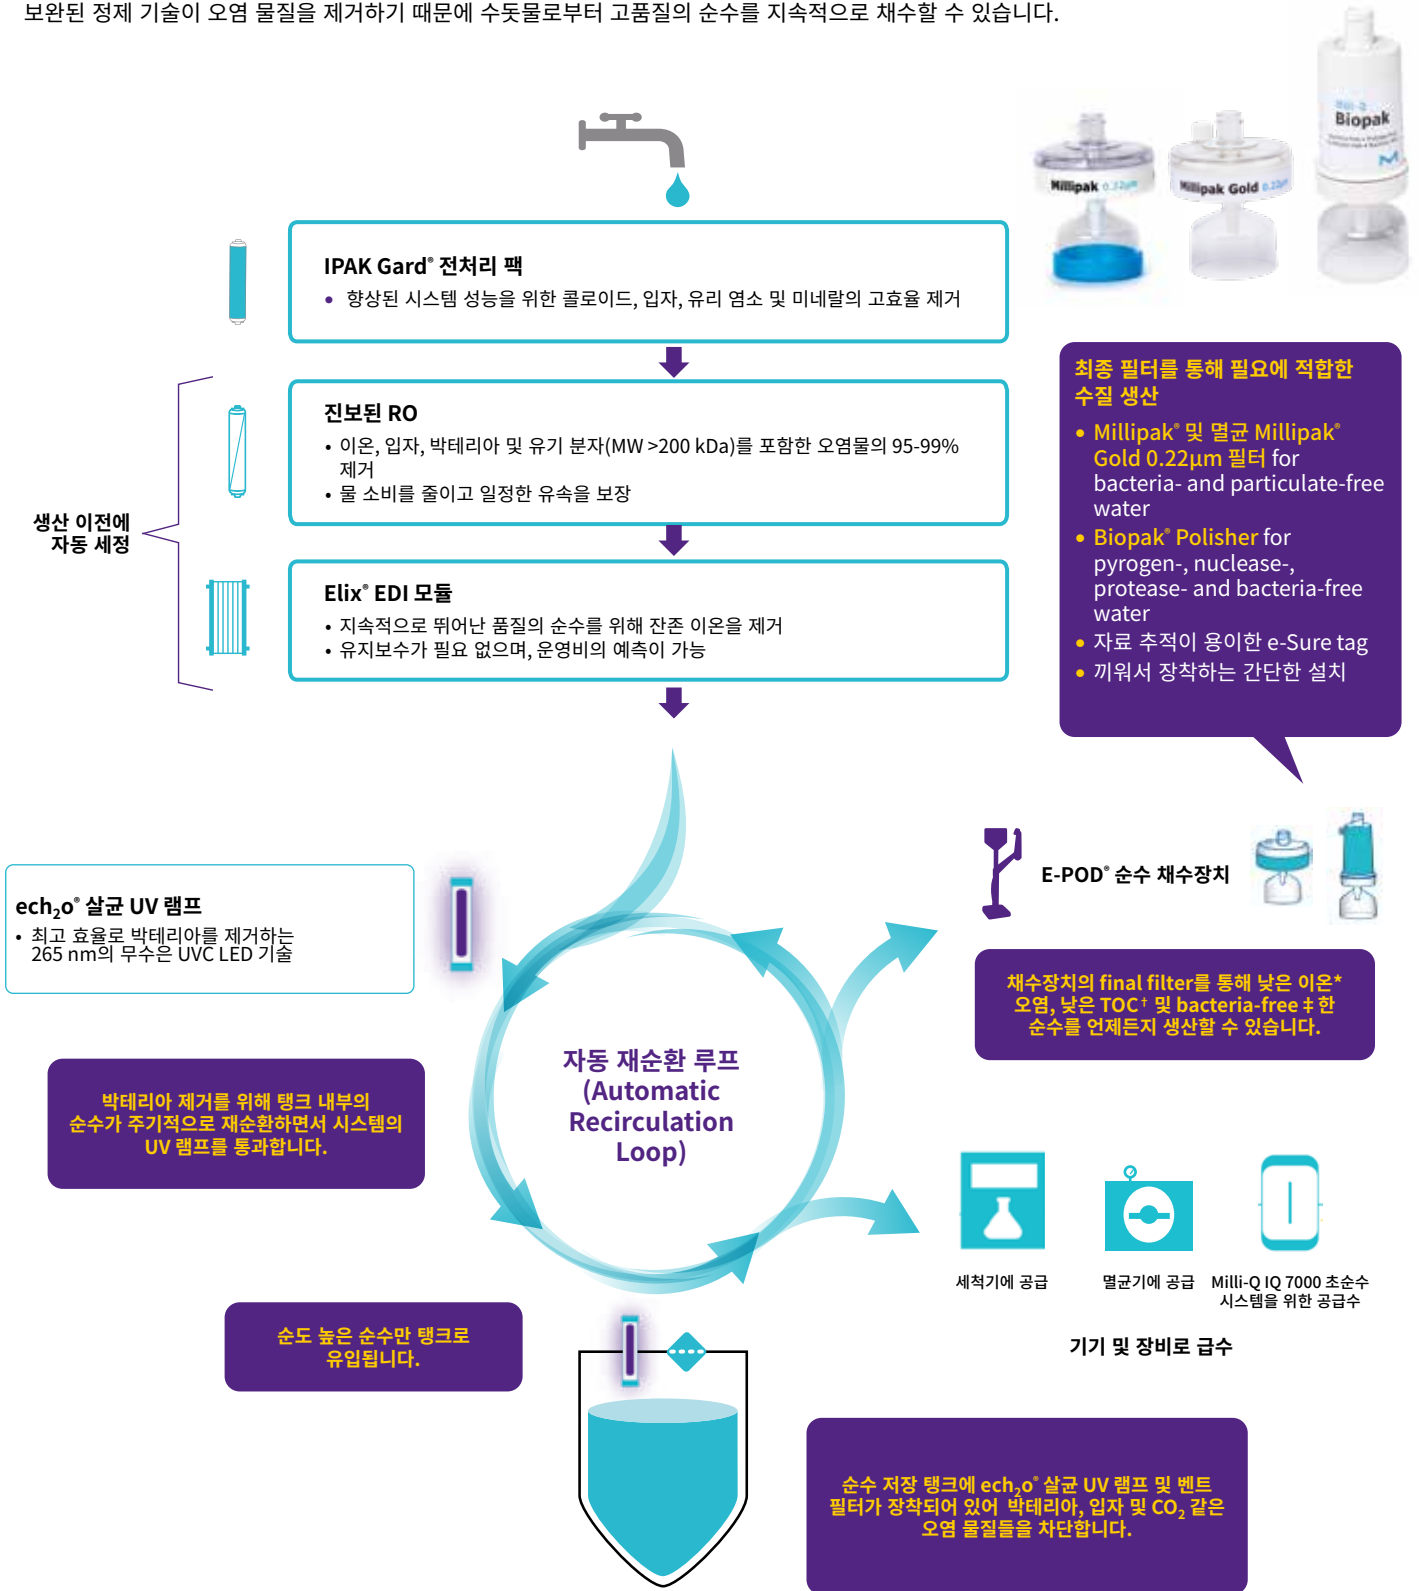 보완된 정제 기술이 오염 물질을 제거하기 때문에 수돗물로부터 고품질의 순수를 지속적으로 채수할 수 있습니다.
Millipak 0.22µm
Millipak Gold 0.22µm
Milli-Q
Biopak
IPAK Gard® 전처리 팩
• 향상된 시스템 성능을 위한 콜로이드, 입자, 유리 염소 및 미네랄의 고효율 제거
진보된 RO
• 이온, 입자, 박테리아 및 유기 분자(MW >200 kDa)를 포함한 오염물의 95-99%
제거
• 물 소비를 줄이고 일정한 유속을 보장
생산 이전에
자동 세정
Elix® EDI 모듈
• 지속적으로 뛰어난 품질의 순수를 위해 잔존 이온을 제거
• 유지보수가 필요 없으며, 운영비의 예측이 가능
최종 필터를 통해 필요에 적합한
수질 생산
• Millipak® 및 멸균 Millipak®
Gold 0.22µm 필터 for
bacteria- and particulate-free
water
• Biopak® Polisher for
pyrogen-, nuclease-,
protease- and bacteria-free
water
• 자료 추적이 용이한 e-Sure tag
• 끼워서 장착하는 간단한 설치
ech₂o® 살균 UV 램프
• 최고 효율로 박테리아를 제거하는
265 nm의 무수은 UVC LED 기술
E-POD® 순수 채수장치
채수장치의 final filter를 통해 낮은 이온*
오염, 낮은 TOC† 및 bacteria-free ‡ 한
순수를 언제든지 생산할 수 있습니다.
박테리아 제거를 위해 탱크 내부의
순수가 주기적으로 재순환하면서 시스템의
UV 램프를 통과합니다.
자동 재순환 루프
(Automatic
Recirculation
Loop)
세척기에 공급
멸균기에 공급
Milli-Q IQ 7000 초순수
시스템을 위한 공급수
기기 및 장비로 급수
순도 높은 순수만 탱크로
유입됩니다.
순수 저장 탱크에 ech₂o® 살균 UV 램프 및 벤트
필터가 장착되어 있어 박테리아, 입자 및 CO₂ 같은
오염 물질들을 차단합니다.